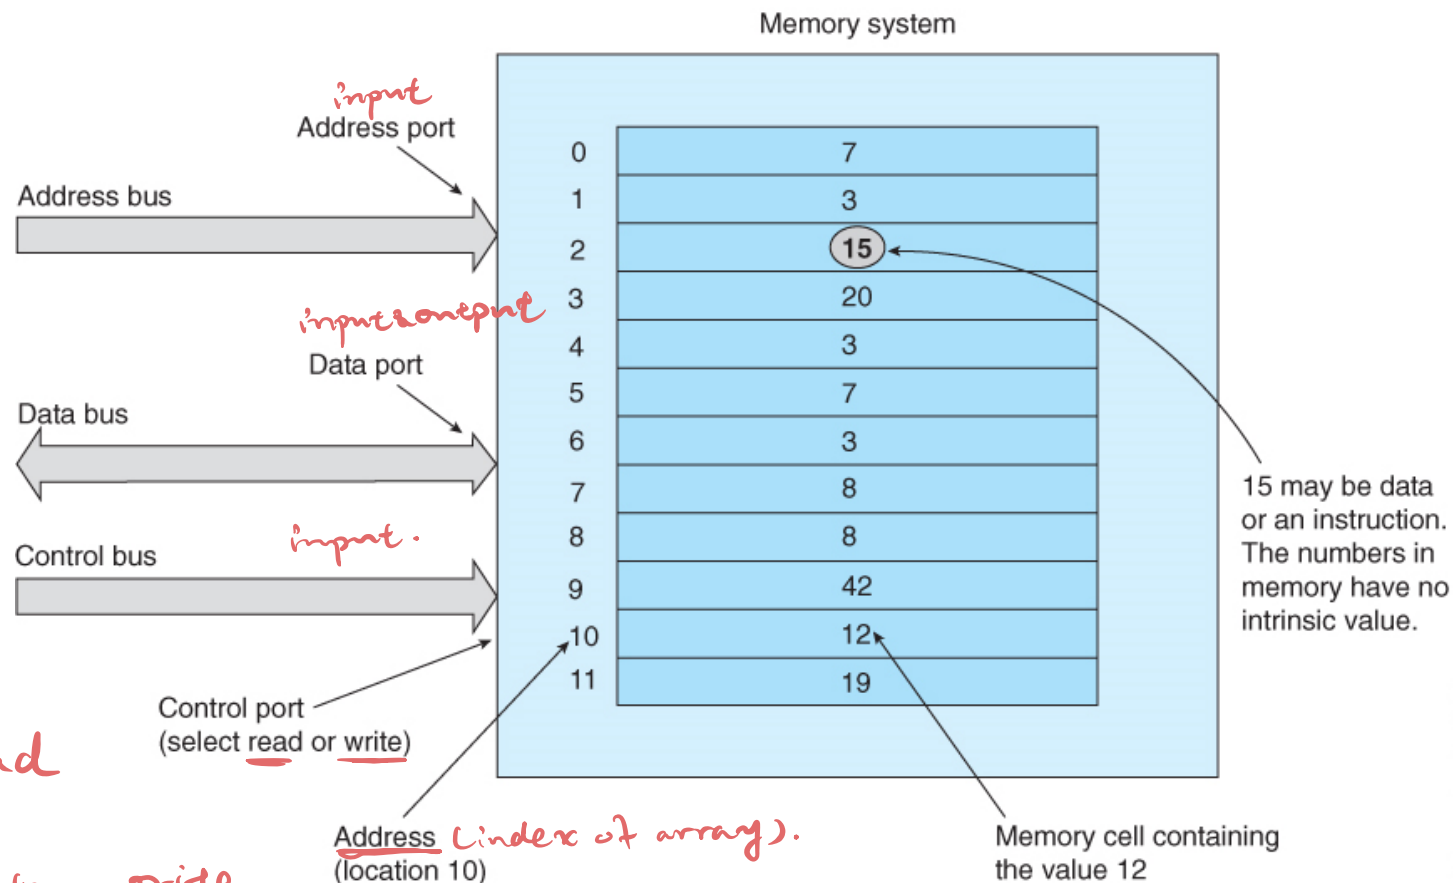 Memory system
input
Address port
Address bus
0 7
1 3
2 15
3 20
4 3
5 7
6 3
7 8
8 8
9 42
10 12
11 19
input & output
Data port
Data bus
input.
Control bus
Control port
(select read or write)
15 may be data
or an instruction.
The numbers in
memory have no
intrinsic value.
Address (index of array).
(location 10)
Memory cell containing
the value 12